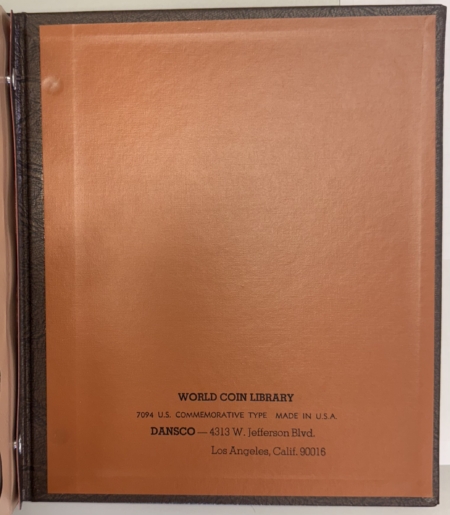 WORLD COIN LIBRARY
7094 U.S. COMMEMORATIVE TYPE MADE IN U.S.A.
DANSCO — 4313 W. Jefferson Blvd.
Los Angeles, Calif. 90016